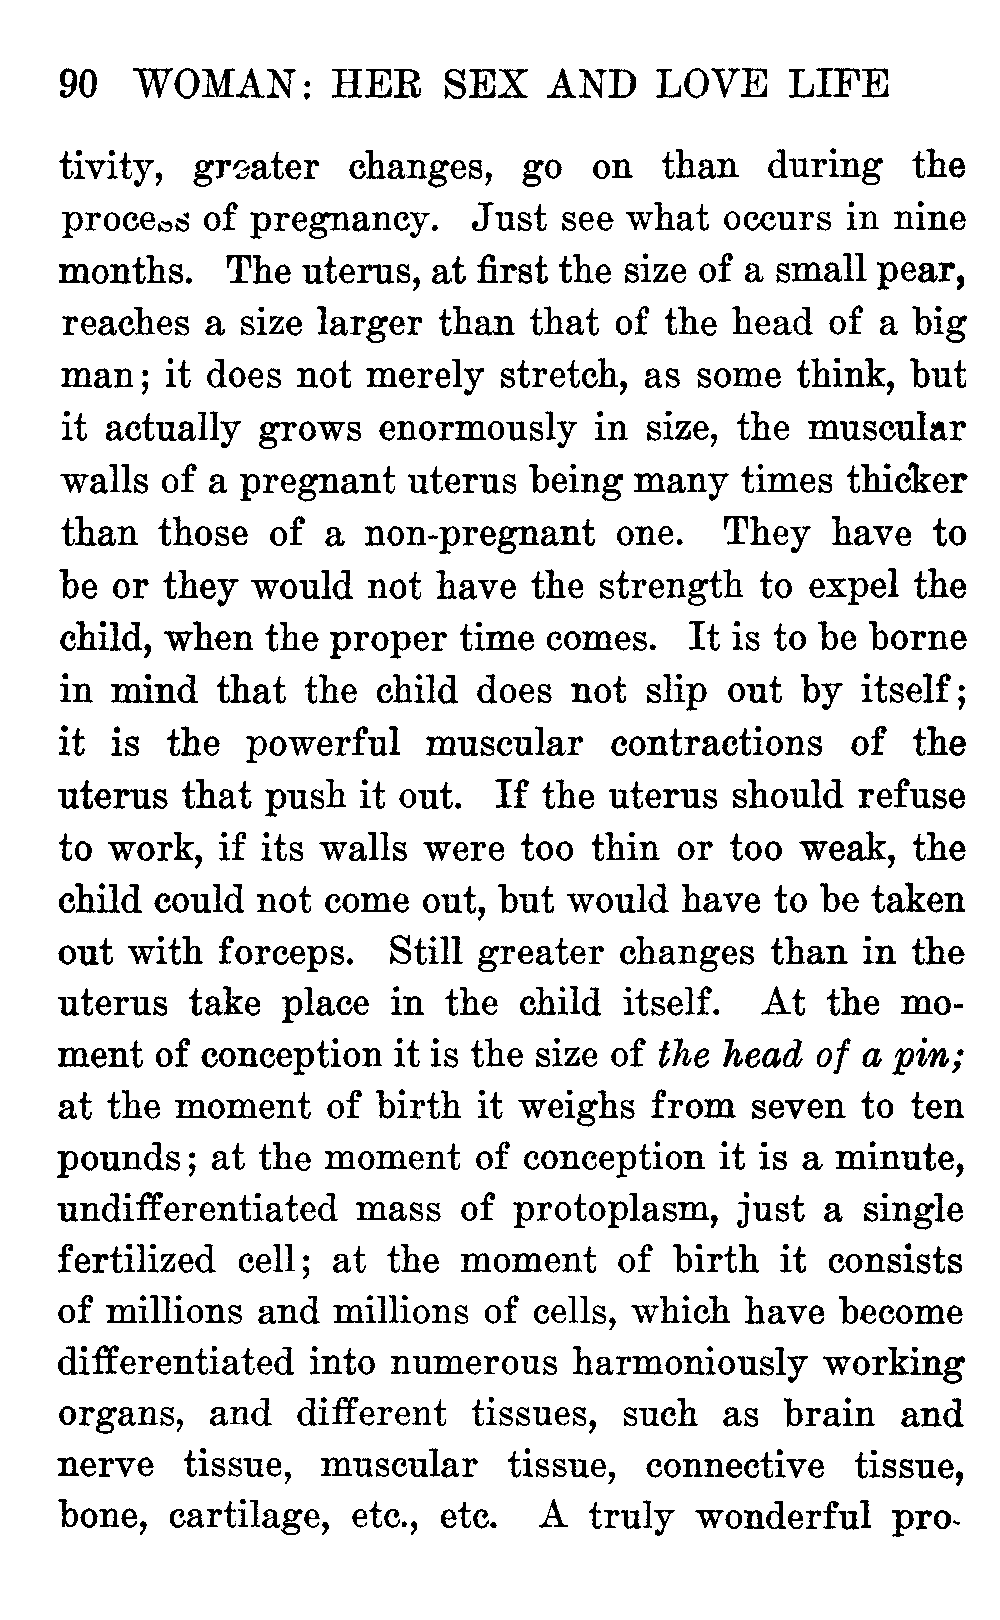 90 WOMAN: HER SEX AND LOVE LIFE
tivity, greater changes, go on than during the
process of pregnancy. Just see what occurs in nine
months. The uterus, at first the size of a small pear,
reaches a size larger than that of the head of a big
man; it does not merely stretch, as some think, but
it actually grows enormously in size, the muscular
walls of a pregnant uterus being many times thicker
than those of a non-pregnant one. They have to
be or they would not have the strength to expel the
child, when the proper time comes. It is to be borne
in mind that the child does not slip out by itself;
it is the powerful muscular contractions of the
uterus that push it out. If the uterus should refuse
to work, if its walls were too thin or too weak, the
child could not come out, but would have to be taken
out with forceps. Still greater changes than in the
uterus take place in the child itself. At the mo-
ment of conception it is the size of the head of a pin;
at the moment of birth it weighs from seven to ten
pounds; at the moment of conception it is a minute,
undifferentiated mass of protoplasm, just a single
fertilized cell; at the moment of birth it consists
of millions and millions of cells, which have become
differentiated into numerous harmoniously working
organs, and different tissues, such as brain and
nerve tissue, muscular tissue, connective tissue,
bone, cartilage, etc., etc. A truly wonderful pro-